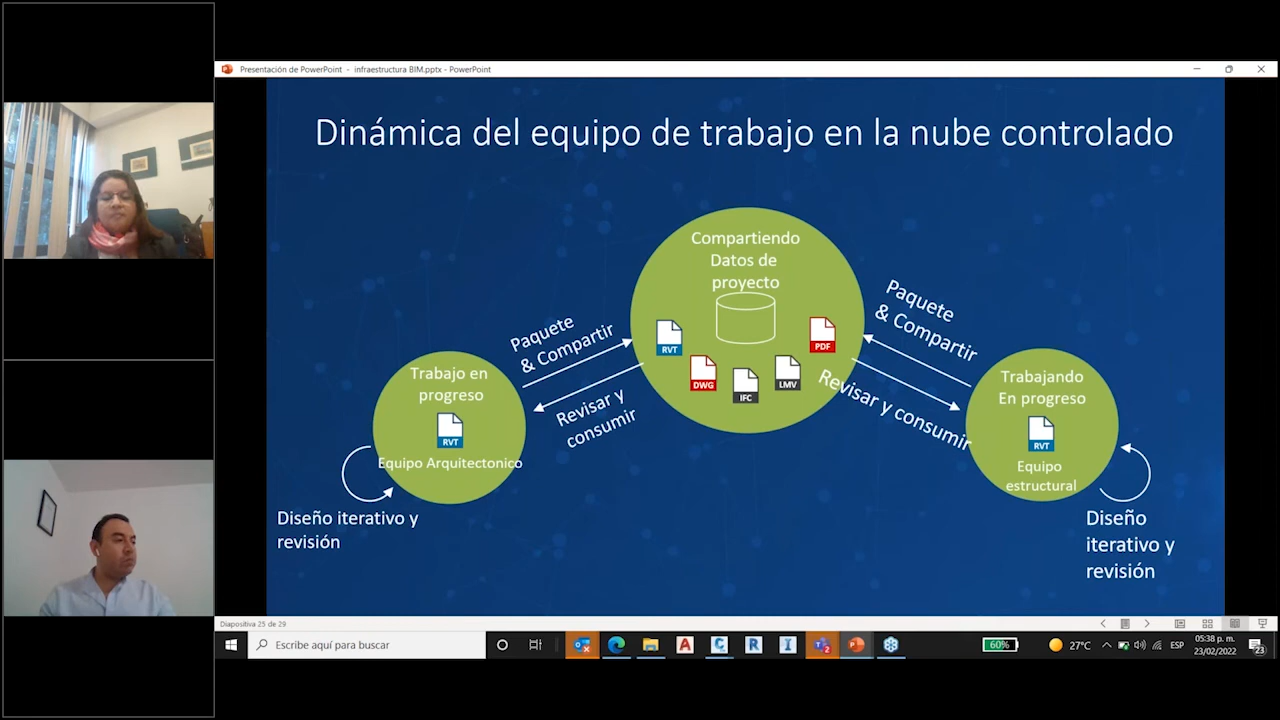 Presentación de PowerPoint - infraestructura BIM.pptx - PowerPoint
Dinámica del equipo de trabajo en la nube controlado
Compartiendo
Datos de
proyecto
RVT
DWG
IFC
LMV
PDF
Paquete
& Compartir
Revisar y
consumir
Paquete
& Compartir
Revisar y consumir
Trabajo en
progreso
RVT
Equipo Arquitectonico
Diseño iterativo y
revisión
Trabajando
En progreso
RVT
Equipo
estructural
Diseño
iterativo y
revisión
Diapositiva 25 de 29
Escribe aquí para buscar
60%
27°C
ESP
05:38 p. m.
23/02/2022
23